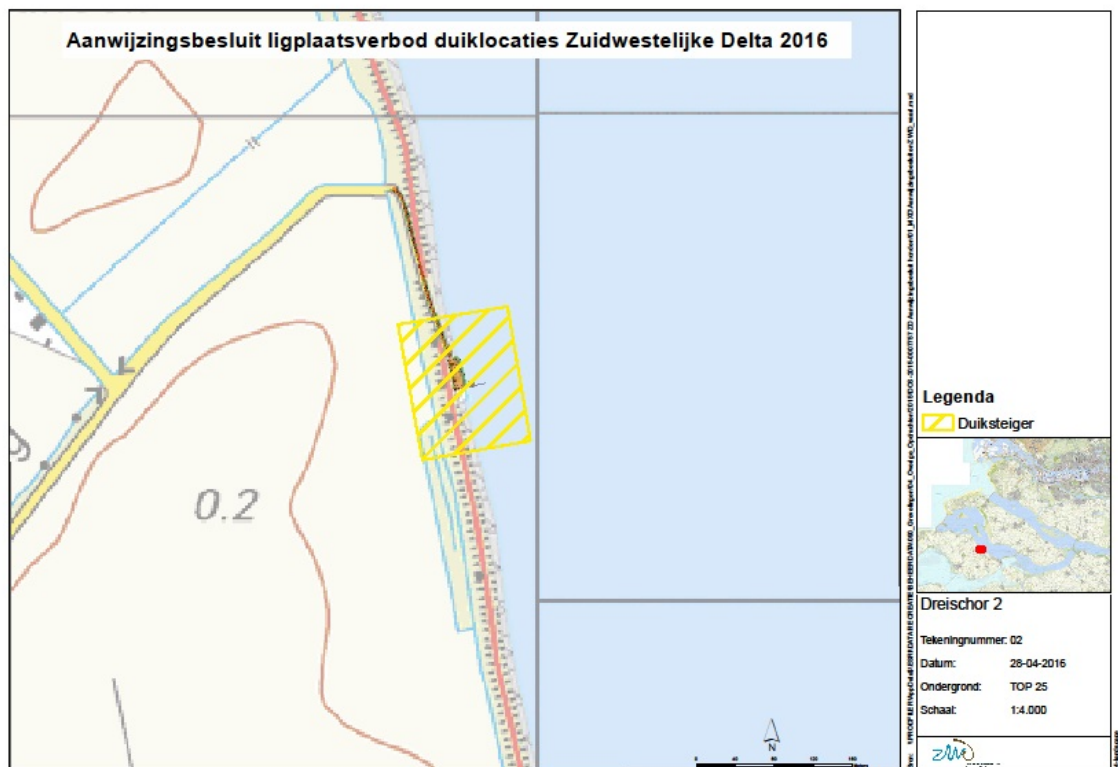 Aanwijzingsbesluit ligplaatsverbod duiklocaties Zuidwestelijke Delta 2016
0.2
N
Legenda
Duiksteiger
Dreischor 2
Tekeningnummer: 02
Datum: 28-04-2016
Ondergrond: TOP 25
Schaal: 1:4.000